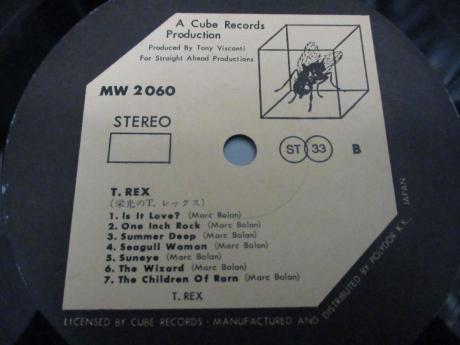 A Cube Records
Production
Produced By Tony Visconti
For Straight Ahead Productions
MW 2060
STEREO
ST 33 B
T. REX
(栄光のT. レックス)
1. Is It Love? (Marc Bolan)
2. One Inch Rock (Marc Bolan)
3. Summer Deep (Marc Bolan)
4. Seagull Woman (Marc Bolan)
5. Suneye (Marc Bolan)
6. The Wizard (Marc Bolan)
7. The Children Of Rarn (Marc Bolan)
T. REX
LICENSED BY CUBE RECORDS · MANUFACTURED AND DISTRIBUTED BY POLYDOR K.K., JAPAN